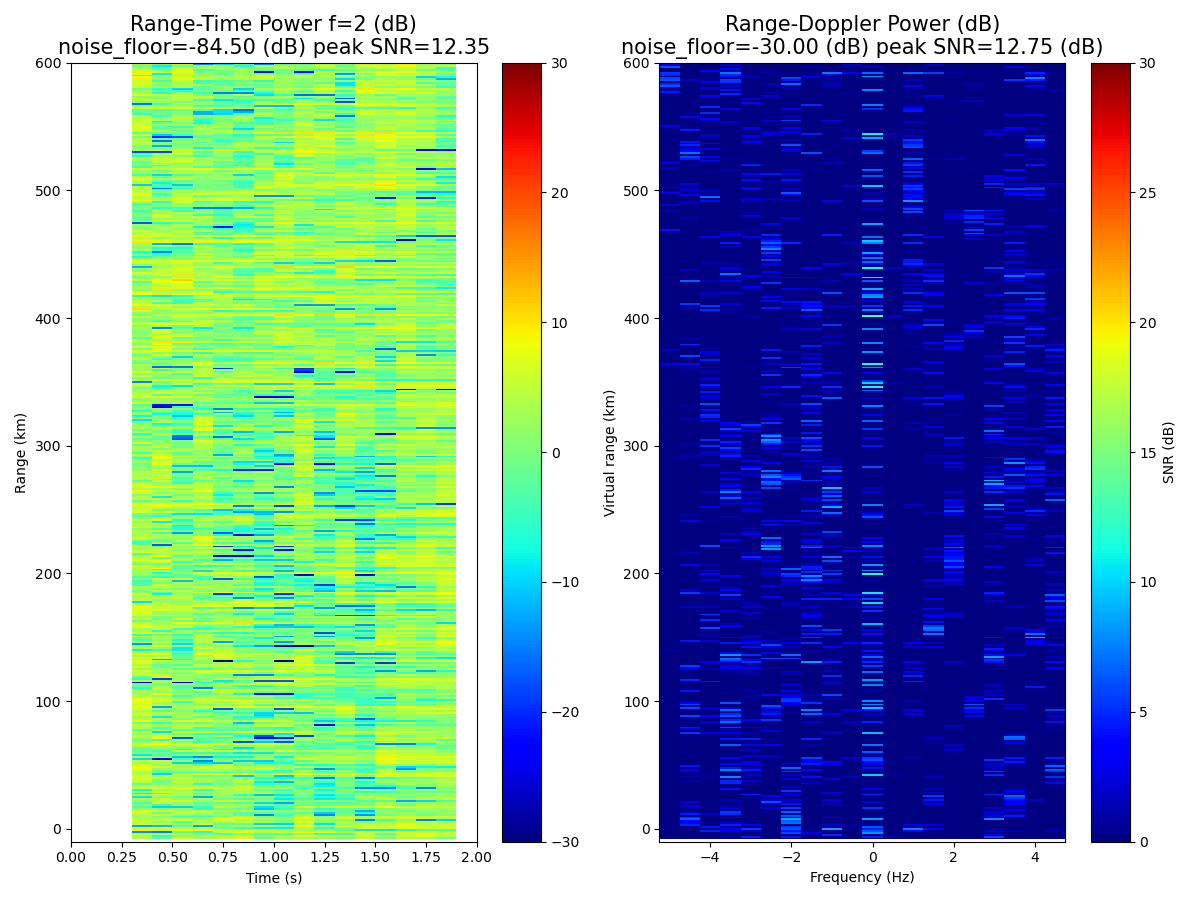 Range-Time Power f=2 (dB)
noise_floor=-84.50 (dB) peak SNR=12.35
600
500
400
300
200
100
0
Range (km)
0.00 0.25 0.50 0.75 1.00 1.25 1.50 1.75 2.00
Time (s)
30
20
10
0
−10
−20
−30
Range-Doppler Power (dB)
noise_floor=-30.00 (dB) peak SNR=12.75 (dB)
600
500
400
300
200
100
0
Virtual range (km)
−4 −2 0 2 4
Frequency (Hz)
30
25
20
15
10
5
0
SNR (dB)